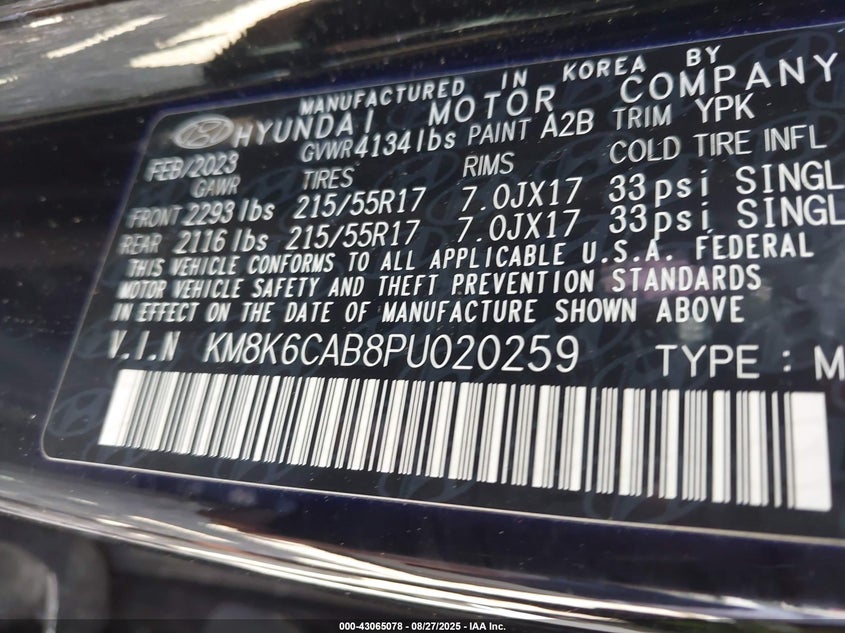 MANUFACTURED IN KOREA BY
HYUNDAI MOTOR COMPANY
FEB/2023 GVWR 4134 lbs PAINT A2B TRIM YPK
GAWR TIRES RIMS COLD TIRE INFL
FRONT 2293 lbs 215/55R17 7.0JX17 33psi SINGL
REAR 2116 lbs 215/55R17 7.0JX17 33psi SINGL
THIS VEHICLE CONFORMS TO ALL APPLICABLE U.S.A. FEDERAL
MOTOR VEHICLE SAFETY AND THEFT PREVENTION STANDARDS
IN EFFECT ON THE DATE OF MANUFACTURE SHOWN ABOVE
V.I.N KM8K6CAB8PU020259 TYPE : M
000-43065078 - 08/27/2025 - IAA Inc.